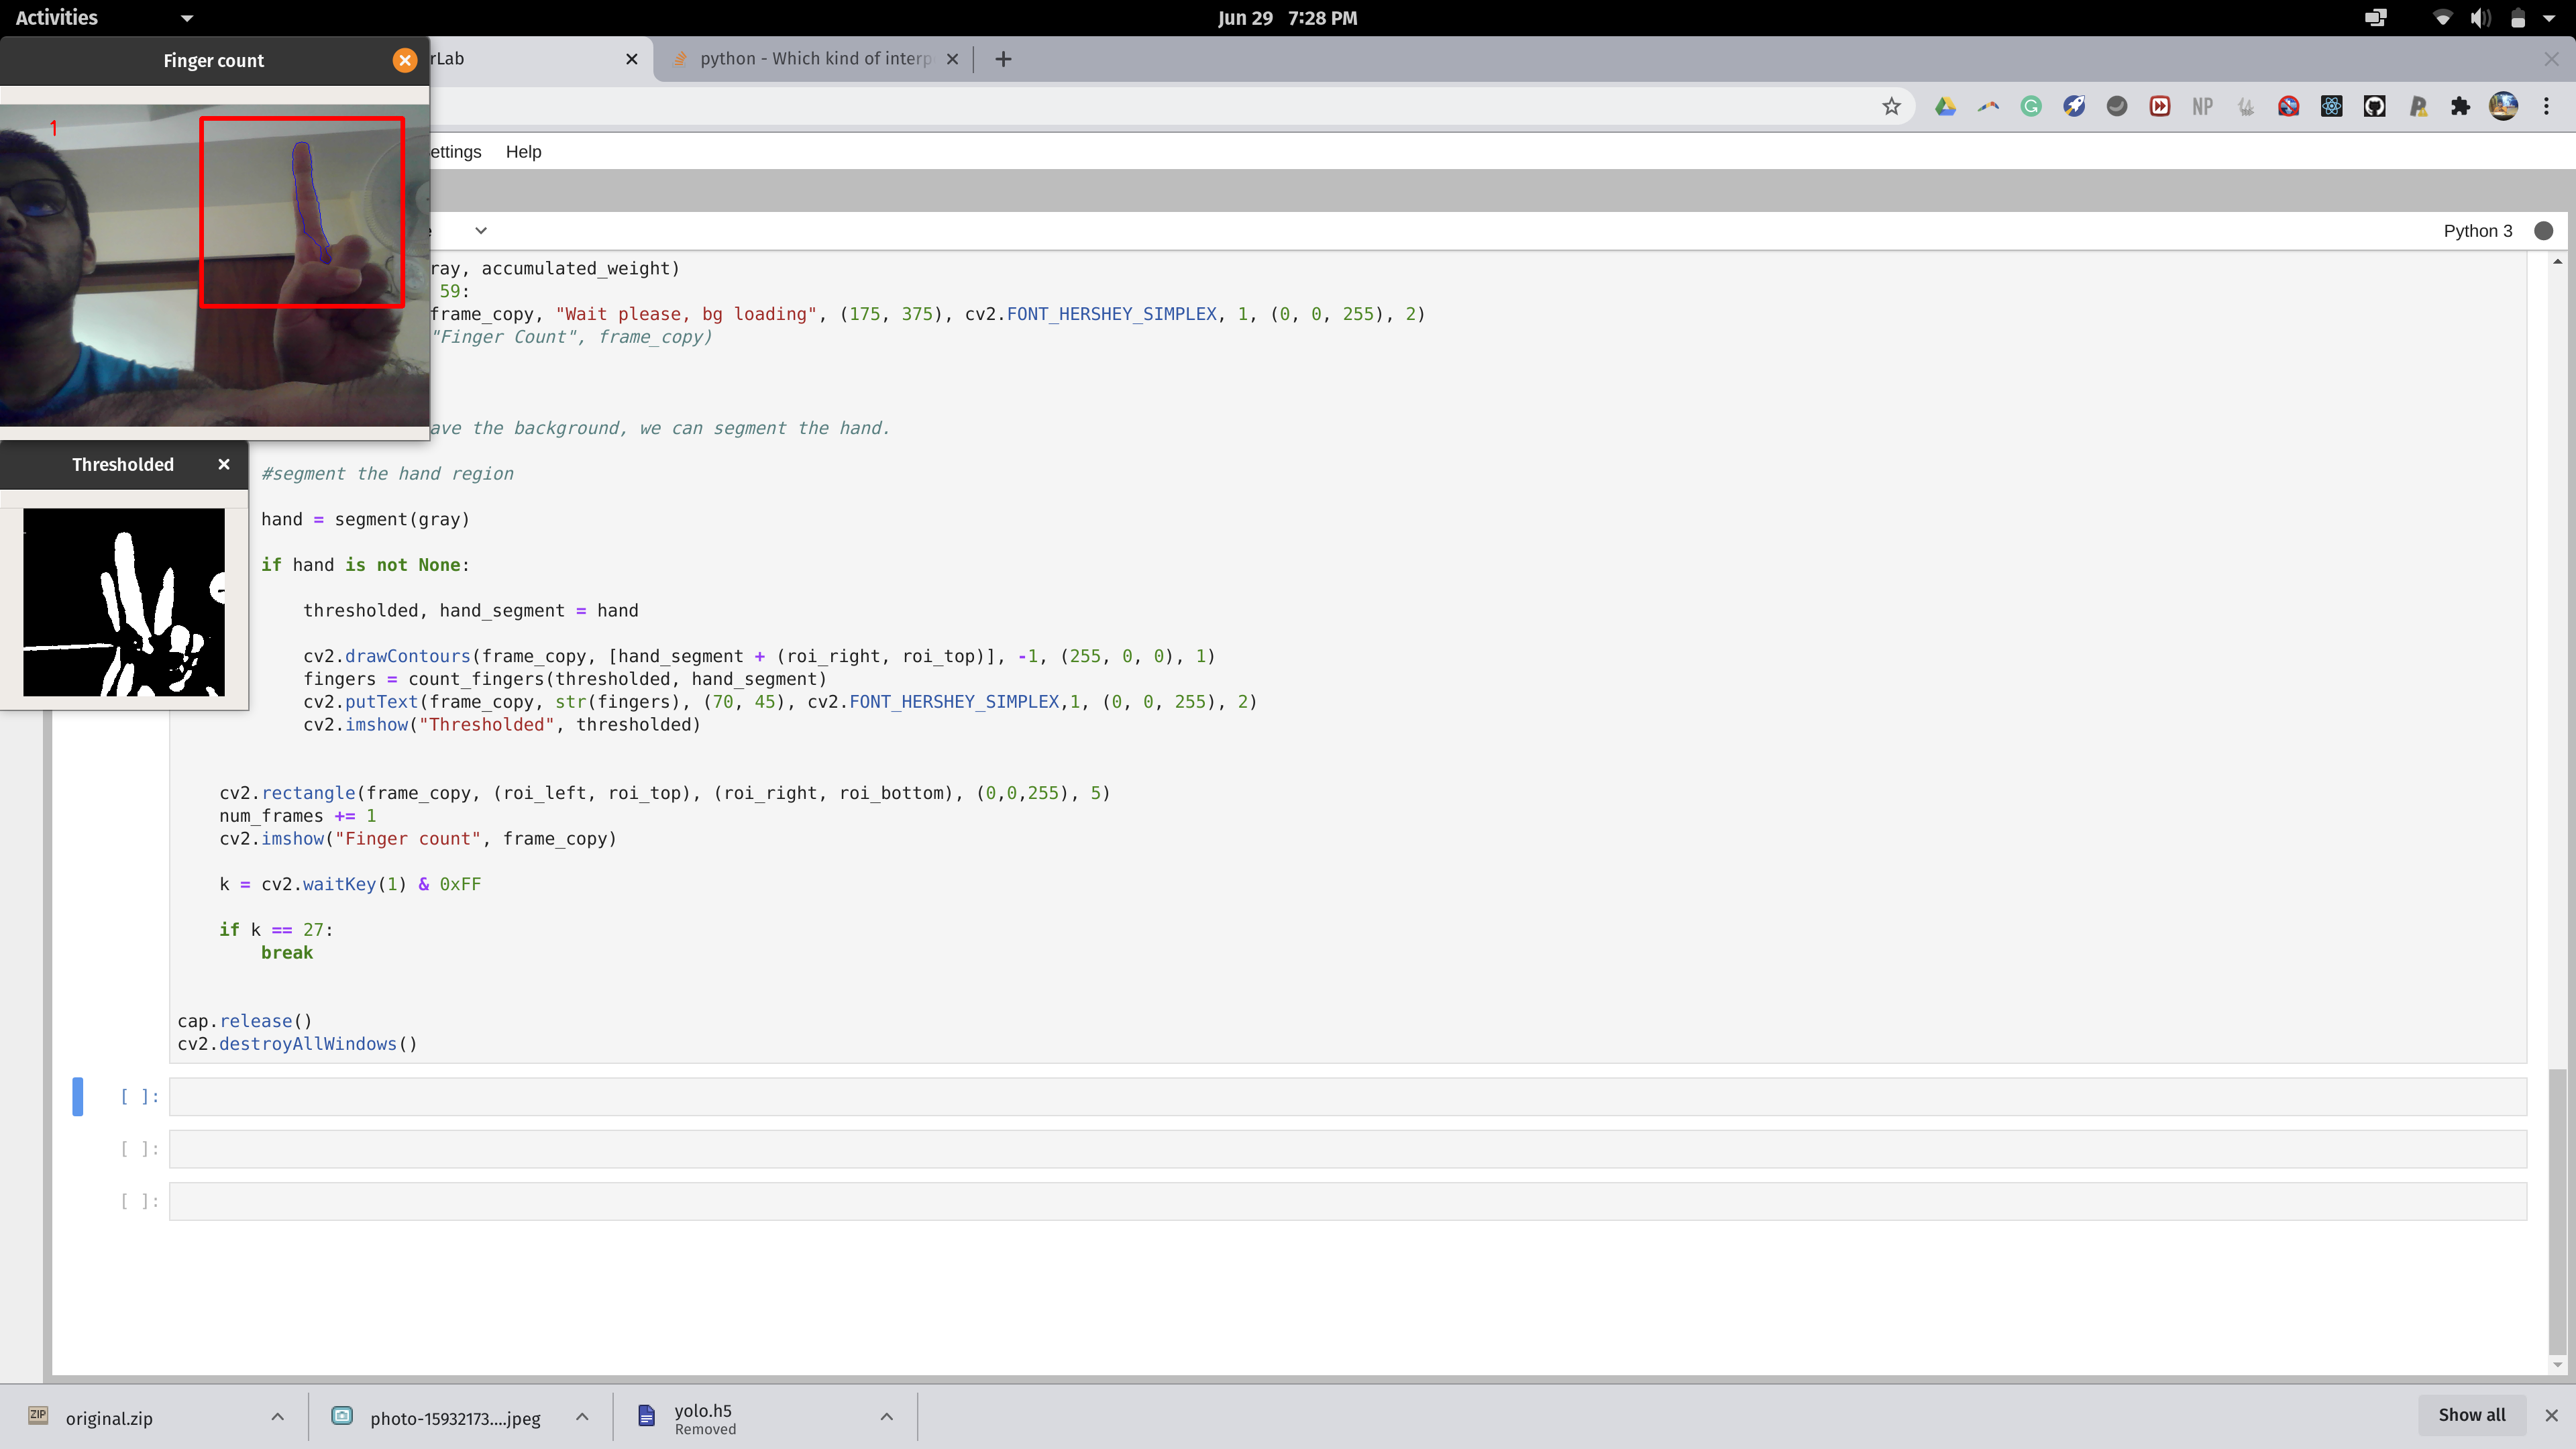 Activities
Jun 29 7:28 PM
Finger count
rLab
python - Which kind of interp
1
NP
ettings Help
Python 3
ray, accumulated_weight)
59:
frame_copy, "Wait please, bg loading", (175, 375), cv2.FONT_HERSHEY_SIMPLEX, 1, (0, 0, 255), 2)
"Finger Count", frame_copy)
ave the background, we can segment the hand.
Thresholded
#segment the hand region
hand = segment(gray)
if hand is not None:
thresholded, hand_segment = hand
cv2.drawContours(frame_copy, [hand_segment + (roi_right, roi_top)], -1, (255, 0, 0), 1)
fingers = count_fingers(thresholded, hand_segment)
cv2.putText(frame_copy, str(fingers), (70, 45), cv2.FONT_HERSHEY_SIMPLEX,1, (0, 0, 255), 2)
cv2.imshow("Thresholded", thresholded)
cv2.rectangle(frame_copy, (roi_left, roi_top), (roi_right, roi_bottom), (0,0,255), 5)
num_frames += 1
cv2.imshow("Finger count", frame_copy)
k = cv2.waitKey(1) & 0xFF
if k == 27:
break
cap.release()
cv2.destroyAllWindows()
[ ]:
[ ]:
[ ]:
ZIP original.zip
photo-15932173....jpeg
yolo.h5
Removed
Show all